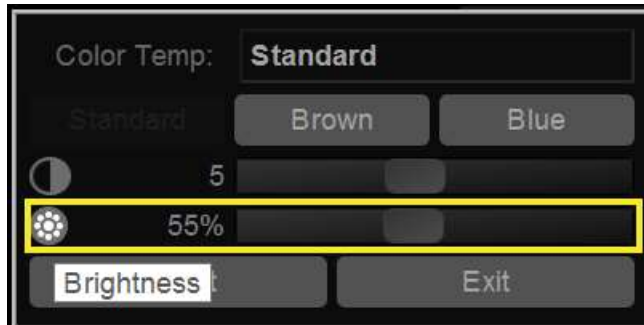 Color Temp: Standard
Standard Brown Blue
5
55%
Brightness Exit